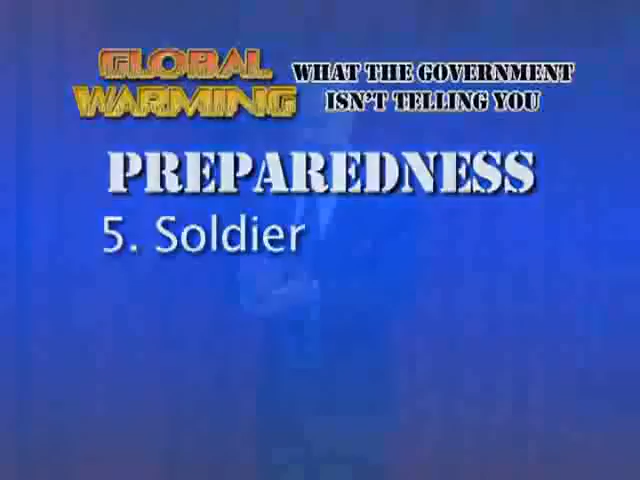 GLOBAL
WARMING
WHAT THE GOVERNMENT
ISN'T TELLING YOU
PREPAREDNESS
5. Soldier